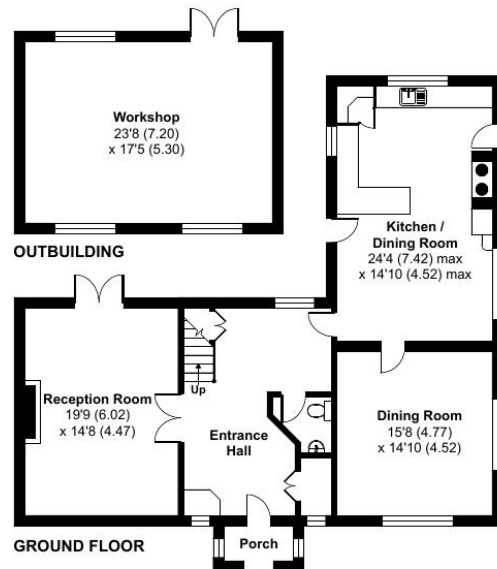 Workshop
23'8 (7.20)
x 17'5 (5.30)
OUTBUILDING
Kitchen /
Dining Room
24'4 (7.42) max
x 14'10 (4.52) max
Reception Room
19'9 (6.02)
x 14'8 (4.47)
Up
Entrance
Hall
Dining Room
15'8 (4.77)
x 14'10 (4.52)
Porch
GROUND FLOOR